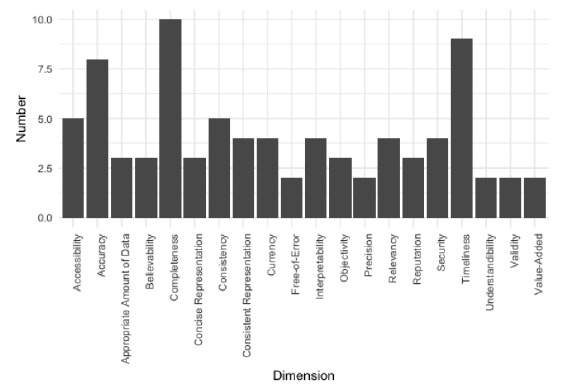 10.0
7.5
5.0
2.5
0.0
Number
Accessibility
Accuracy
Appropriate Amount of Data
Believability
Completeness
Concise Representation
Consistency
Consistent Representation
Currency
Free-of-Error
Interpretability
Objectivity
Precision
Relevancy
Reputation
Security
Timeliness
Understandibility
Validity
Value-Added
Dimension